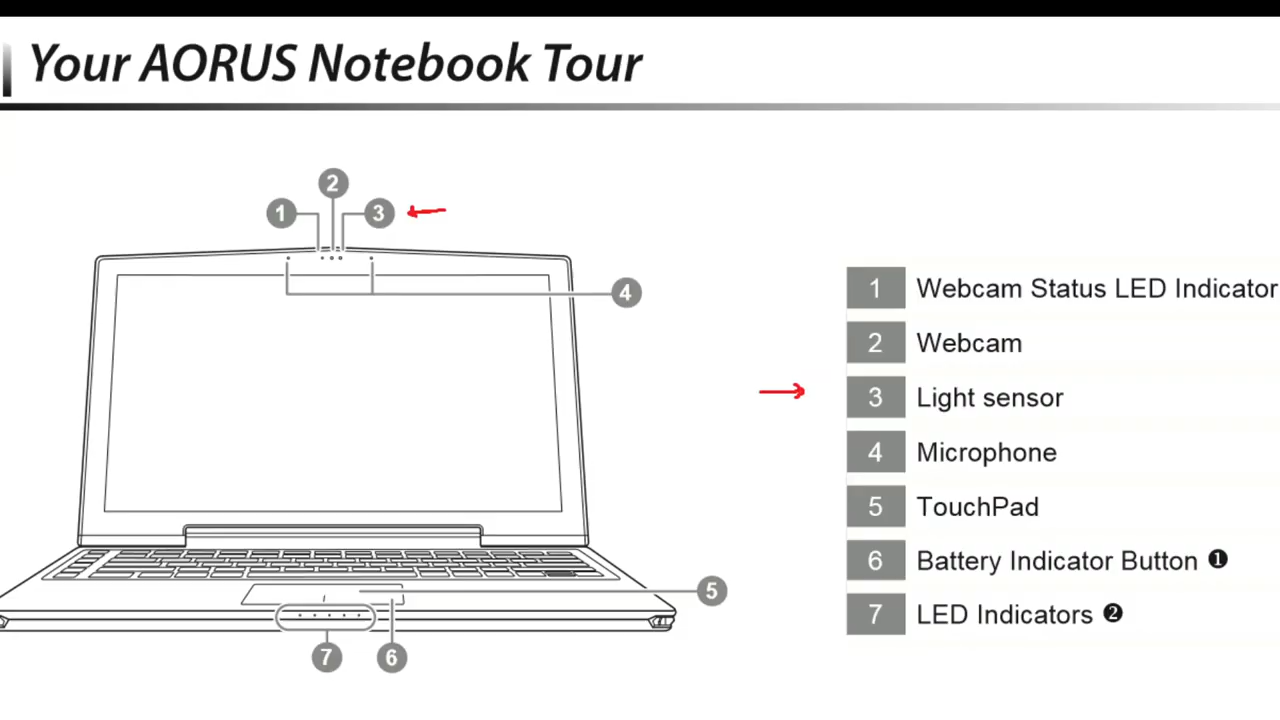 Your AORUS Notebook Tour
2
1
3
4
5
7
6
1 Webcam Status LED Indicator
2 Webcam
3 Light sensor
4 Microphone
5 TouchPad
6 Battery Indicator Button ❶
7 LED Indicators ❷